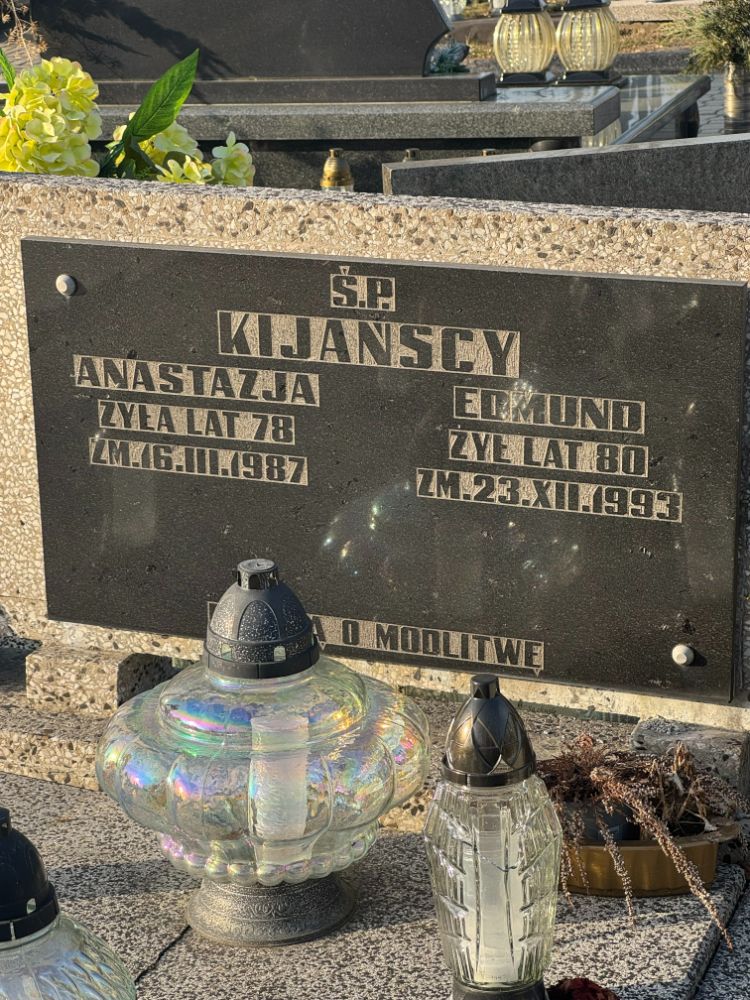 Ś.P.
KIJAŃSCY
ANASTAZJA
ŻYŁA LAT 78
ZM.16.III.1987
EDMUND
ŻYŁ LAT 80
ZM.23.XII.1993
O MODLITWĘ